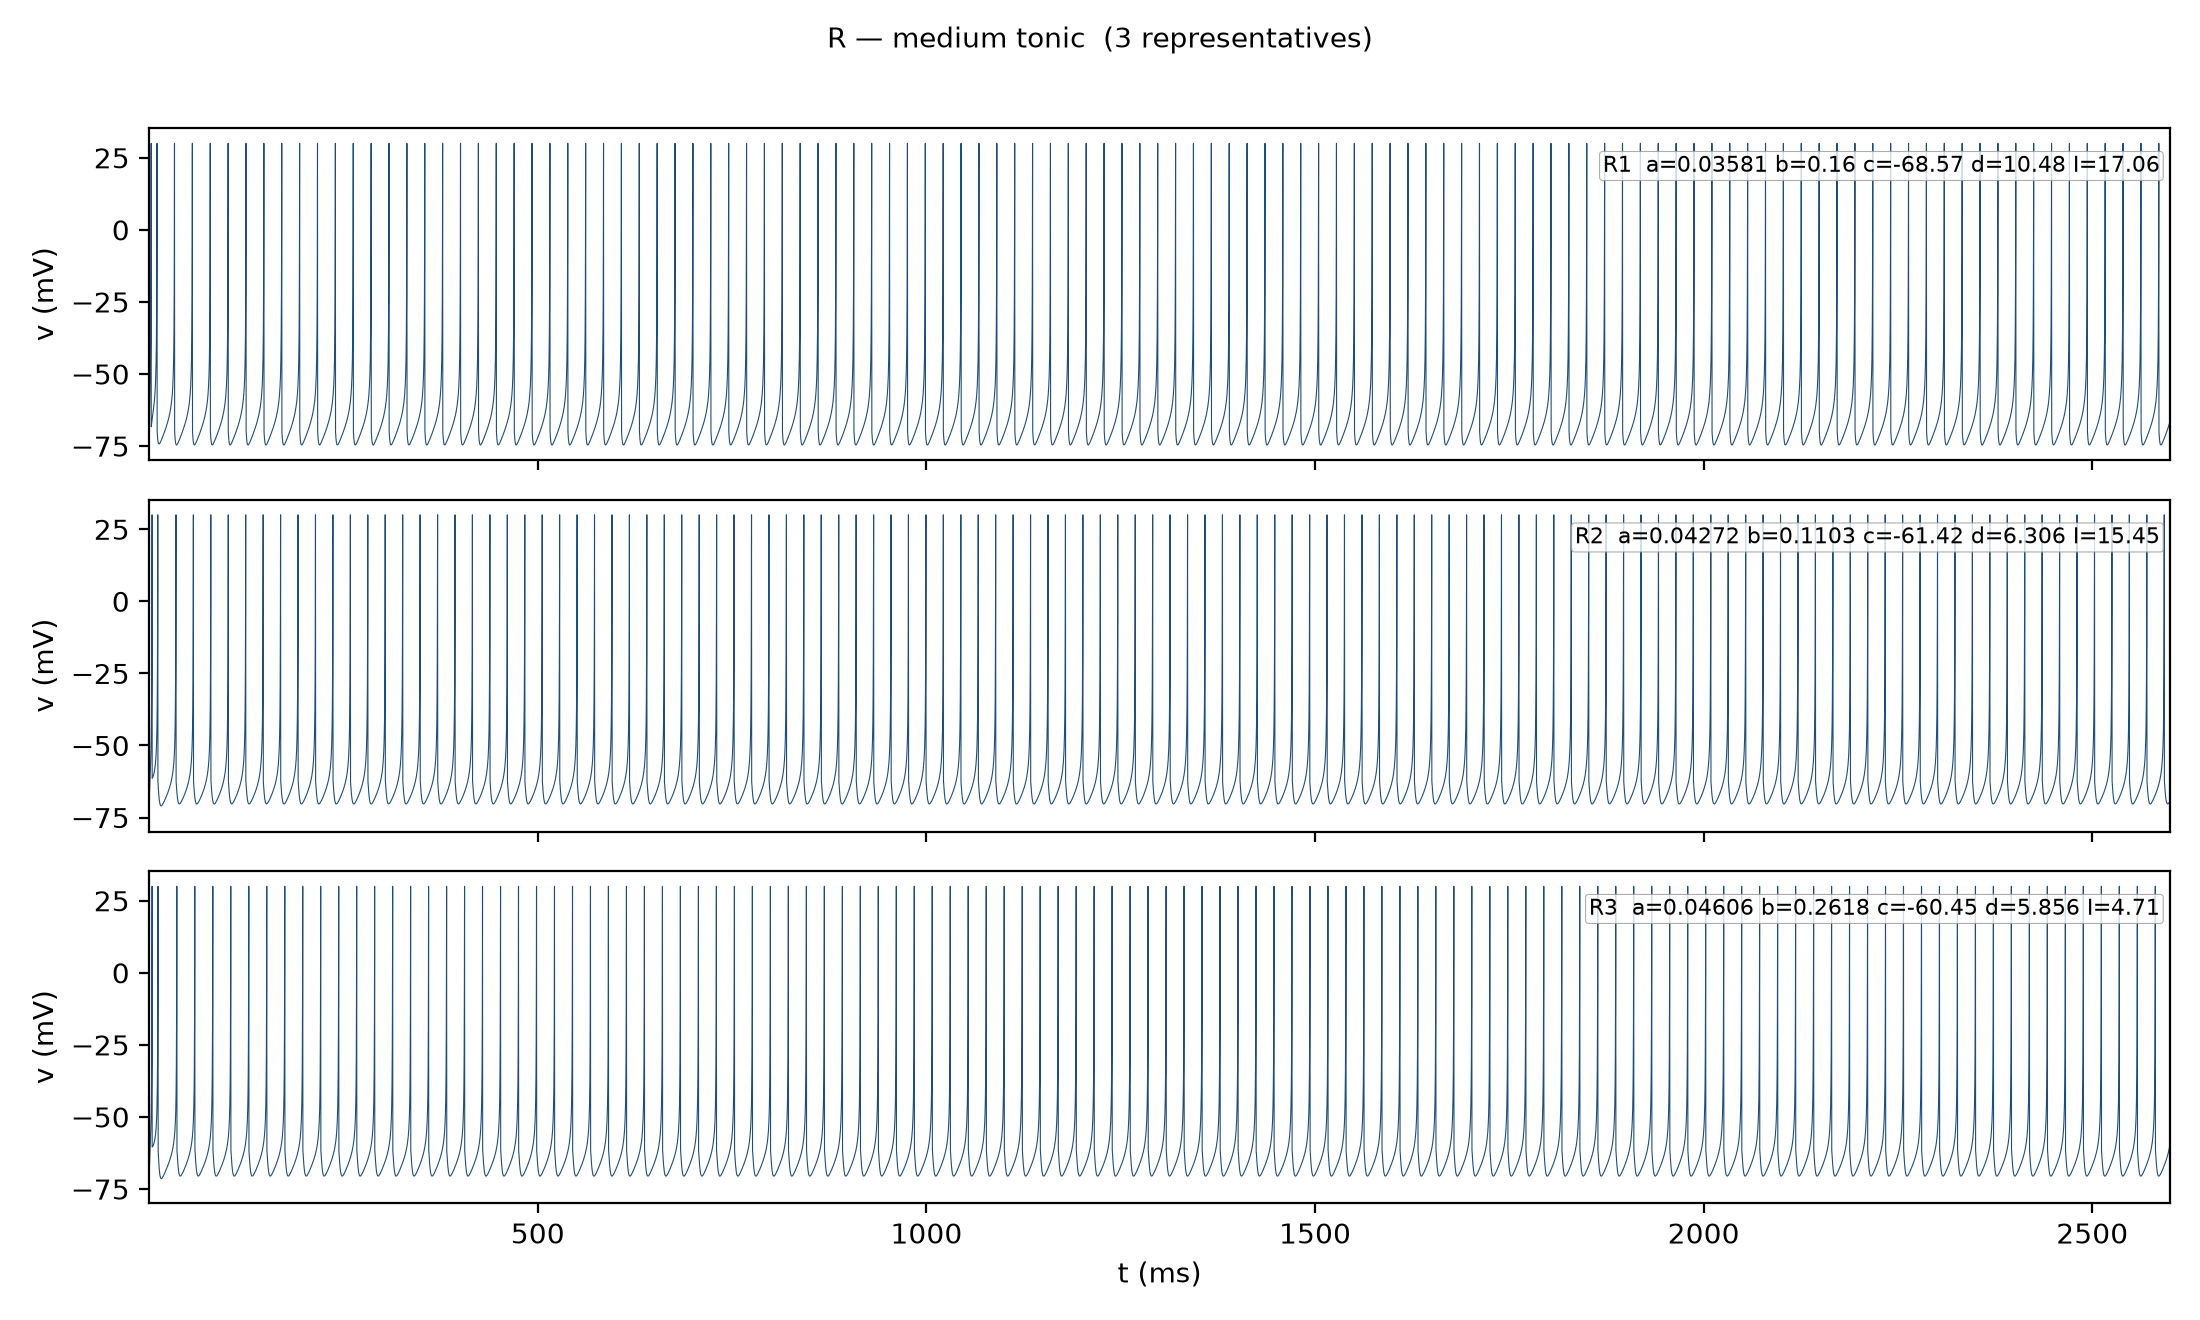 R — medium tonic  (3 representatives)
25
0
−25
−50
−75
v (mV)
R1  a=0.03581 b=0.16 c=-68.57 d=10.48 I=17.06
25
0
−25
−50
−75
v (mV)
R2  a=0.04272 b=0.1103 c=-61.42 d=6.306 I=15.45
25
0
−25
−50
−75
v (mV)
R3  a=0.04606 b=0.2618 c=-60.45 d=5.856 I=4.71
500 1000 1500 2000 2500
t (ms)